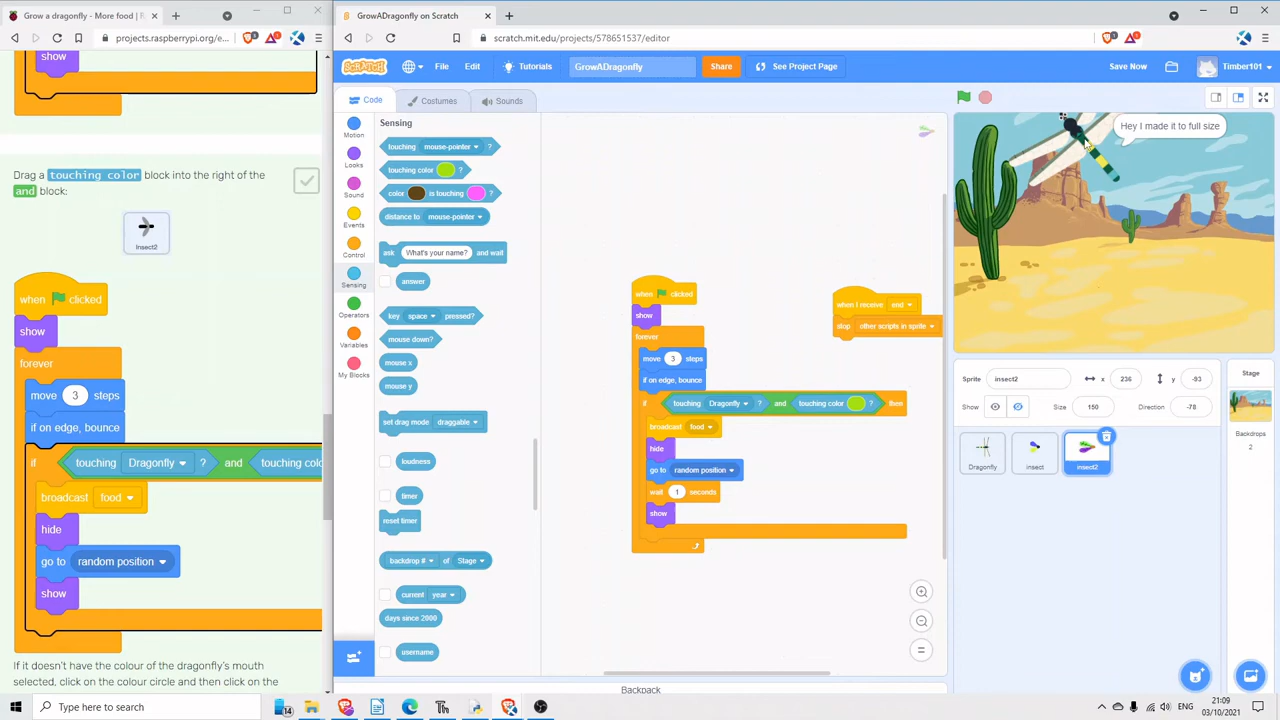 Grow a dragonfly - More food | R
GrowADragonfly on Scratch
projects.raspberrypi.org/e...
scratch.mit.edu/projects/578651537/editor
SCRATCH
File
Edit
Tutorials
GrowADragonfly
Share
See Project Page
Save Now
Timber101
show
Drag a touching color block into the right of the
and block:
Insect2
when clicked
show
forever
move 3 steps
if on edge, bounce
if touching Dragonfly ? and touching colo
broadcast food
hide
go to random position
show
If it doesn't have the colour of the dragonfly's mouth
selected, click on the colour circle and then click on the
Code
Costumes
Sounds
Motion
Looks
Sound
Events
Control
Sensing
Operators
Variables
My Blocks
Sensing
touching mouse-pointer ?
touching color ?
color is touching ?
distance to mouse-pointer
ask What's your name? and wait
answer
key space pressed?
mouse down?
mouse x
mouse y
set drag mode draggable
loudness
timer
reset timer
backdrop # of Stage
current year
days since 2000
username
when clicked
show
forever
move 3 steps
if on edge, bounce
if touching Dragonfly ? and touching color ? then
broadcast food
hide
go to random position
wait 1 seconds
show
when I receive end
stop other scripts in sprite
Backpack
Hey I made it to full size
Sprite insect2 x 236 y -93
Show Size 150 Direction -78
Dragonfly
insect
insect2
Stage
Backdrops
2
Type here to search
14
ENG
21:09
03/10/2021